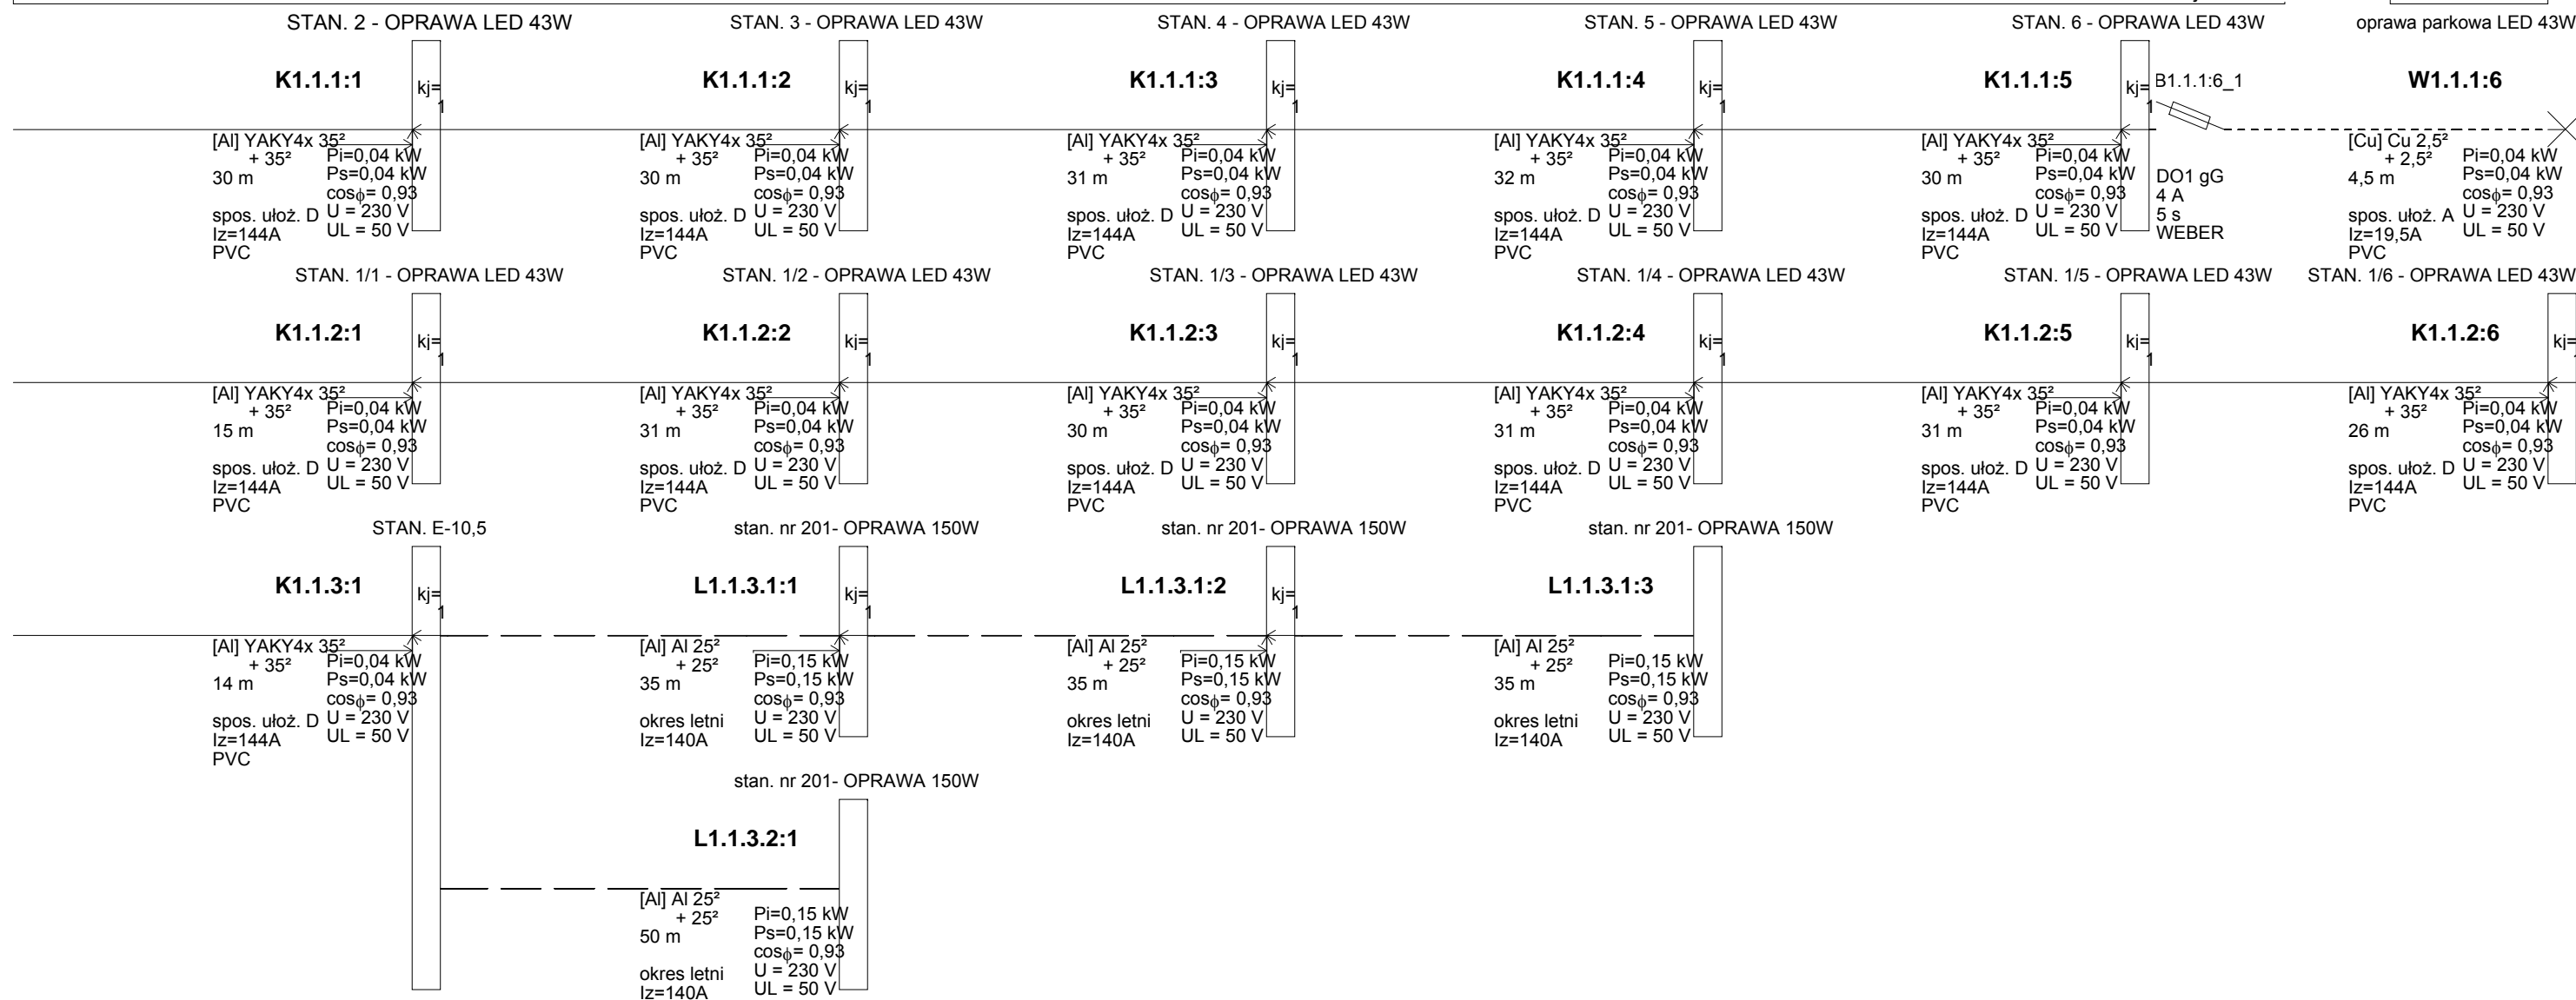 STAN. 2 - OPRAWA LED 43W
K1.1.1:1
kj=
1
[Al] YAKY4x 35²
+ 35²
30 m
spos. ułoż. D
Iz=144A
PVC
Pi=0,04 kW
Ps=0,04 kW
cosϕ= 0,93
U = 230 V
UL = 50 V
STAN. 3 - OPRAWA LED 43W
K1.1.1:2
kj=
1
[Al] YAKY4x 35²
+ 35²
30 m
spos. ułoż. D
Iz=144A
PVC
Pi=0,04 kW
Ps=0,04 kW
cosϕ= 0,93
U = 230 V
UL = 50 V
STAN. 4 - OPRAWA LED 43W
K1.1.1:3
kj=
1
[Al] YAKY4x 35²
+ 35²
31 m
spos. ułoż. D
Iz=144A
PVC
Pi=0,04 kW
Ps=0,04 kW
cosϕ= 0,93
U = 230 V
UL = 50 V
STAN. 5 - OPRAWA LED 43W
K1.1.1:4
kj=
1
[Al] YAKY4x 35²
+ 35²
32 m
spos. ułoż. D
Iz=144A
PVC
Pi=0,04 kW
Ps=0,04 kW
cosϕ= 0,93
U = 230 V
UL = 50 V
STAN. 6 - OPRAWA LED 43W
K1.1.1:5
kj=
1
[Al] YAKY4x 35²
+ 35²
30 m
spos. ułoż. D
Iz=144A
PVC
Pi=0,04 kW
Ps=0,04 kW
cosϕ= 0,93
U = 230 V
UL = 50 V
B1.1.1:6_1
DO1 gG
4 A
5 s
WEBER
oprawa parkowa LED 43W
W1.1.1:6
[Cu] Cu 2,5²
+ 2,5²
4,5 m
spos. ułoż. A
Iz=19,5A
PVC
Pi=0,04 kW
Ps=0,04 kW
cosϕ= 0,93
U = 230 V
UL = 50 V
STAN. 1/1 - OPRAWA LED 43W
K1.1.2:1
kj=
1
[Al] YAKY4x 35²
+ 35²
15 m
spos. ułoż. D
Iz=144A
PVC
Pi=0,04 kW
Ps=0,04 kW
cosϕ= 0,93
U = 230 V
UL = 50 V
STAN. 1/2 - OPRAWA LED 43W
K1.1.2:2
kj=
1
[Al] YAKY4x 35²
+ 35²
31 m
spos. ułoż. D
Iz=144A
PVC
Pi=0,04 kW
Ps=0,04 kW
cosϕ= 0,93
U = 230 V
UL = 50 V
STAN. 1/3 - OPRAWA LED 43W
K1.1.2:3
kj=
1
[Al] YAKY4x 35²
+ 35²
30 m
spos. ułoż. D
Iz=144A
PVC
Pi=0,04 kW
Ps=0,04 kW
cosϕ= 0,93
U = 230 V
UL = 50 V
STAN. 1/4 - OPRAWA LED 43W
K1.1.2:4
kj=
1
[Al] YAKY4x 35²
+ 35²
31 m
spos. ułoż. D
Iz=144A
PVC
Pi=0,04 kW
Ps=0,04 kW
cosϕ= 0,93
U = 230 V
UL = 50 V
STAN. 1/5 - OPRAWA LED 43W
K1.1.2:5
kj=
1
[Al] YAKY4x 35²
+ 35²
31 m
spos. ułoż. D
Iz=144A
PVC
Pi=0,04 kW
Ps=0,04 kW
cosϕ= 0,93
U = 230 V
UL = 50 V
STAN. 1/6 - OPRAWA LED 43W
K1.1.2:6
kj=
[Al] YAKY4x 35²
+ 35²
26 m
spos. ułoż. D
Iz=144A
PVC
Pi=0,04 kW
Ps=0,04 kW
cosϕ= 0,93
U = 230 V
UL = 50 V
STAN. E-10,5
K1.1.3:1
kj=
1
[Al] YAKY4x 35²
+ 35²
14 m
spos. ułoż. D
Iz=144A
PVC
Pi=0,04 kW
Ps=0,04 kW
cosϕ= 0,93
U = 230 V
UL = 50 V
stan. nr 201- OPRAWA 150W
L1.1.3.1:1
kj=
1
[Al] Al 25²
+ 25²
35 m
okres letni
Iz=140A
Pi=0,15 kW
Ps=0,15 kW
cosϕ= 0,93
U = 230 V
UL = 50 V
stan. nr 201- OPRAWA 150W
L1.1.3.1:2
kj=
1
[Al] Al 25²
+ 25²
35 m
okres letni
Iz=140A
Pi=0,15 kW
Ps=0,15 kW
cosϕ= 0,93
U = 230 V
UL = 50 V
stan. nr 201- OPRAWA 150W
L1.1.3.1:3
[Al] Al 25²
+ 25²
35 m
okres letni
Iz=140A
Pi=0,15 kW
Ps=0,15 kW
cosϕ= 0,93
U = 230 V
UL = 50 V
stan. nr 201- OPRAWA 150W
L1.1.3.2:1
[Al] Al 25²
+ 25²
50 m
okres letni
Iz=140A
Pi=0,15 kW
Ps=0,15 kW
cosϕ= 0,93
U = 230 V
UL = 50 V